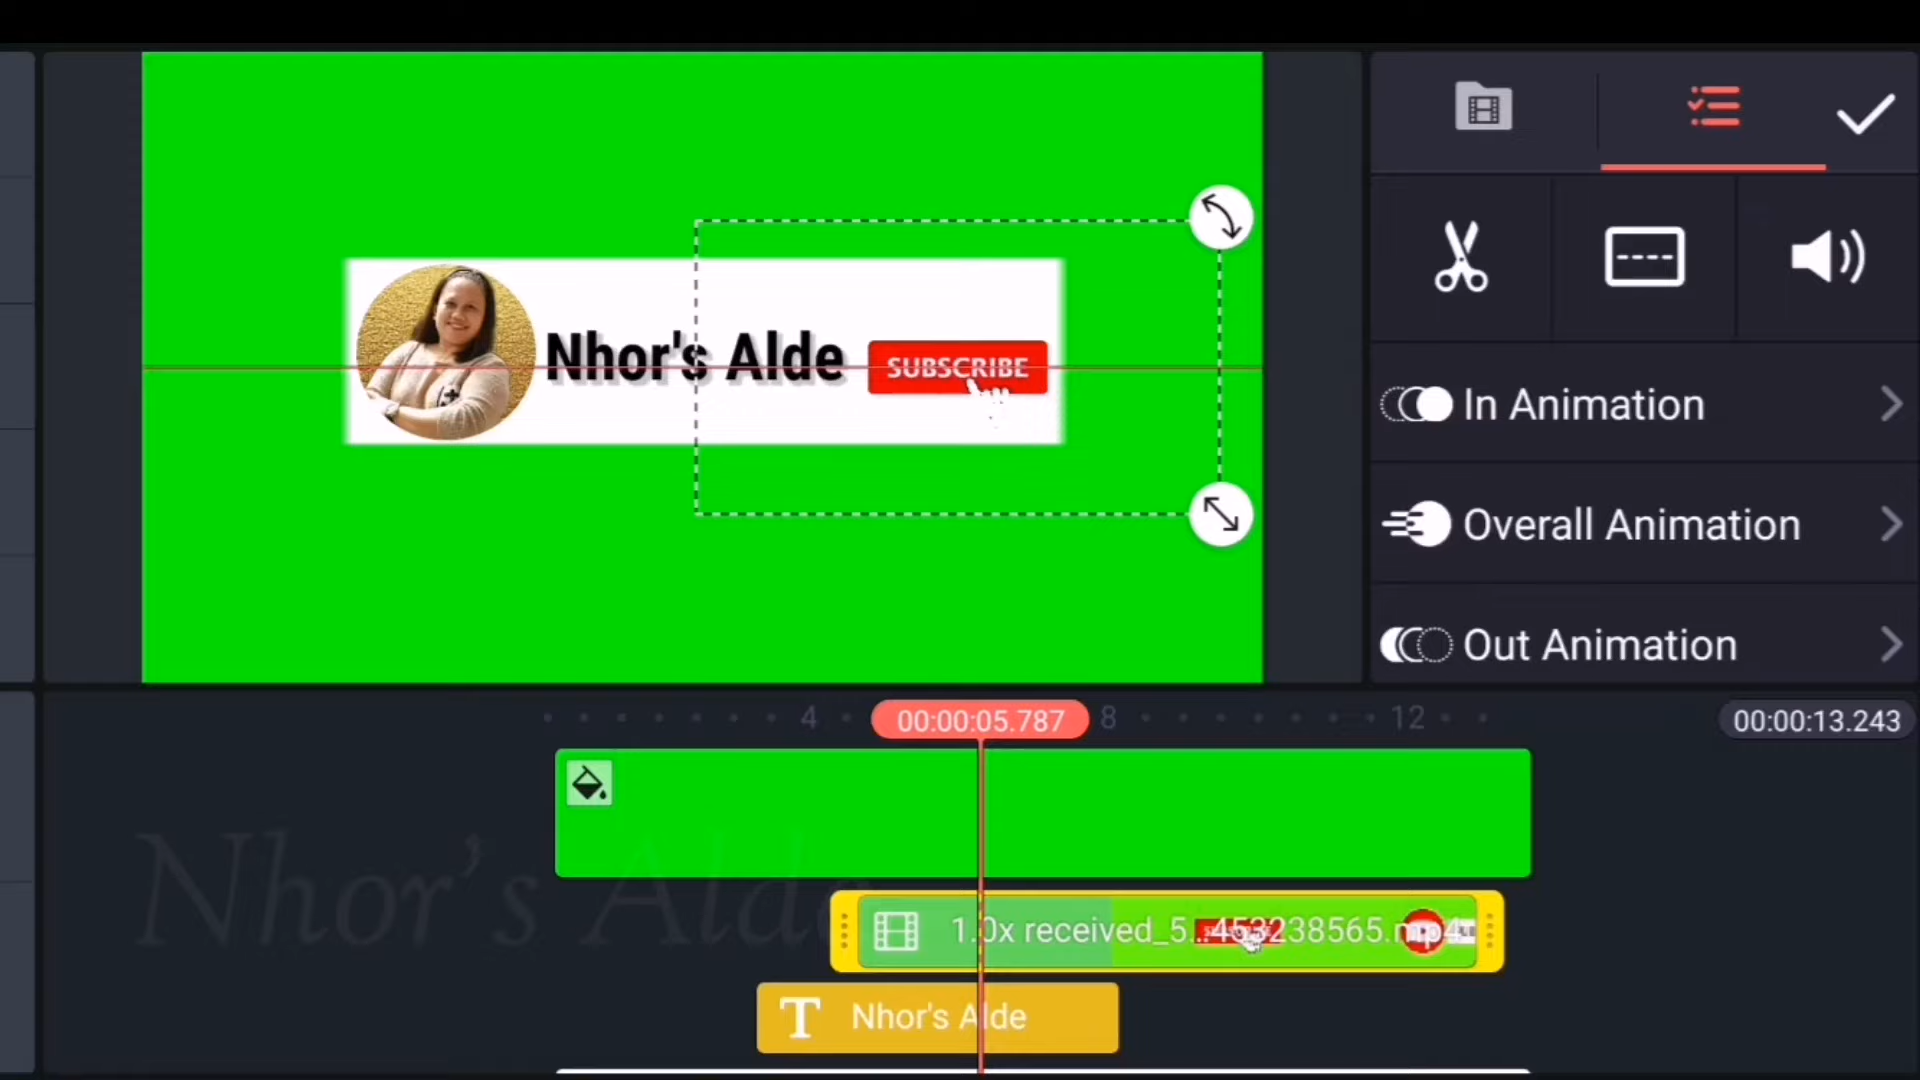 Nhor's Alde
SUBSCRIBE
In Animation
Overall Animation
Out Animation
4
00:00:05.787
8
12
00:00:13.243
1.0x received_5...453238565.mp4
Nhor's Alde
T Nhor's Alde